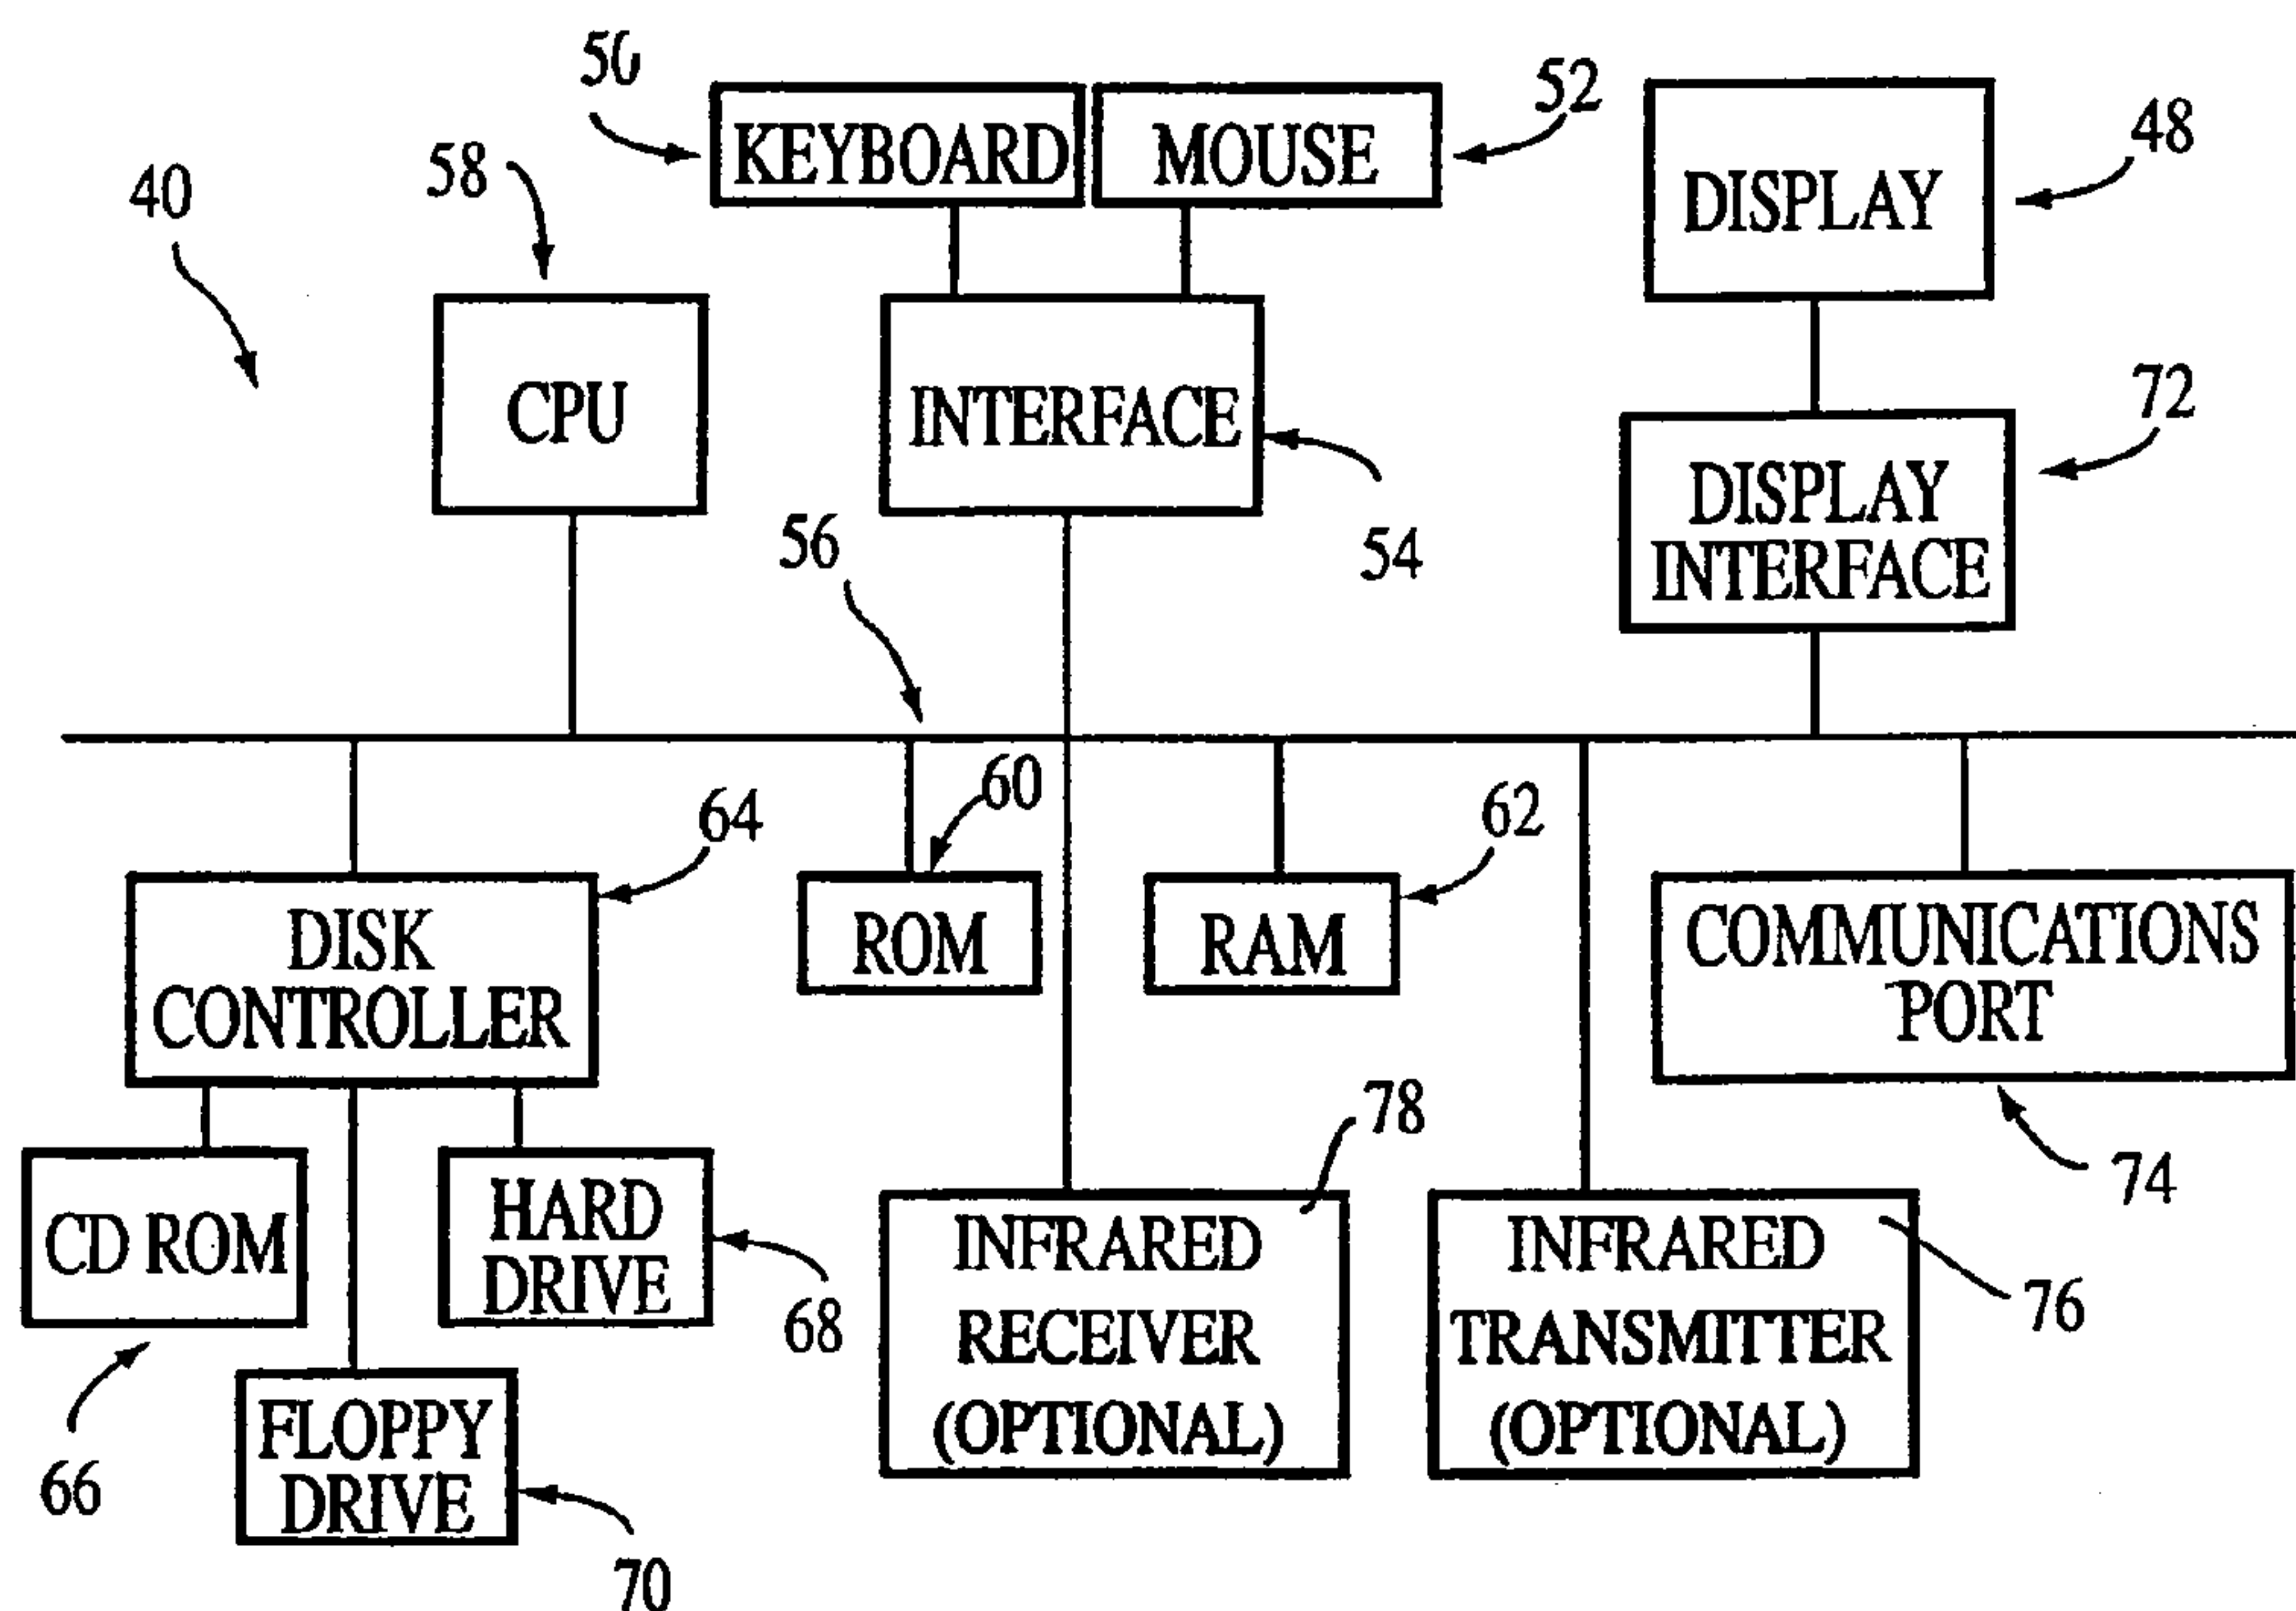 50
KEYBOARD
MOUSE
52
DISPLAY
48
40
58
CPU
INTERFACE
54
DISPLAY
INTERFACE
72
56
64
DISK
CONTROLLER
60
ROM
62
RAM
COMMUNICATIONS
PORT
74
CD ROM
66
HARD
DRIVE
68
FLOPPY
DRIVE
70
78
INFRARED
RECEIVER
(OPTIONAL)
INFRARED
TRANSMITTER
(OPTIONAL)
76